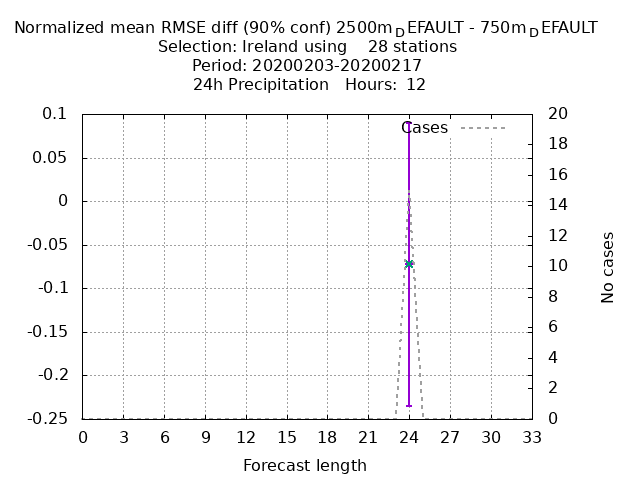 Normalized mean RMSE diff (90% conf) 2500mDEFAULT - 750mDEFAULT
Selection: Ireland using 28 stations
Period: 20200203-20200217
24h Precipitation Hours: 12
0.1
0.05
0
-0.05
-0.1
-0.15
-0.2
-0.25
Cases
20
18
16
14
12
10
8
6
4
2
0
No cases
0 3 6 9 12 15 18 21 24 27 30 33
Forecast length